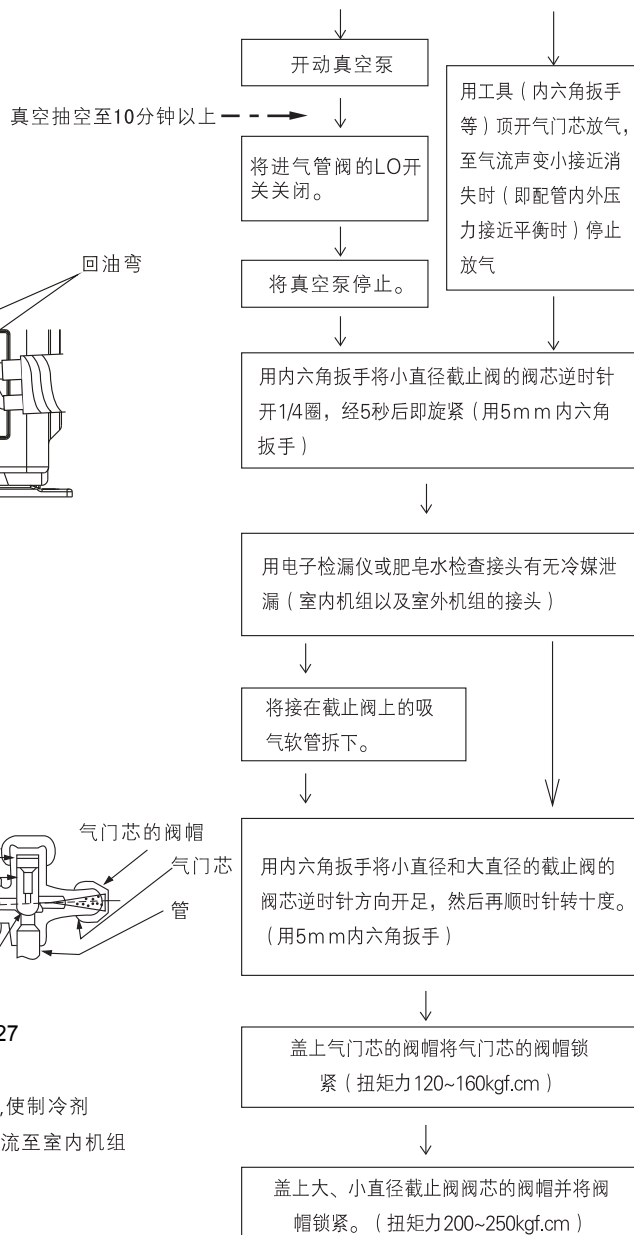 开动真空泵
真空抽空至10分钟以上
将进气管阀的LO开
关关闭。
将真空泵停止。
用工具（内六角扳手
等）顶开气门芯放气，
至气流声变小接近消
失时（即配管内外压
力接近平衡时）停止
放气
回油弯
用内六角扳手将小直径截止阀的阀芯逆时针
开1/4圈，经5秒后即旋紧（用5mm内六角
扳手）
用电子检漏仪或肥皂水检查接头有无冷媒泄
漏（室内机组以及室外机组的接头）
将接在截止阀上的吸
气软管拆下。
气门芯的阀帽
气门芯
管
用内六角扳手将小直径和大直径的截止阀的
阀芯逆时针方向开足，然后再顺时针转十度。
（用5mm内六角扳手）
27
,使制冷剂
流至室内机组
盖上气门芯的阀帽将气门芯的阀帽锁
紧（扭矩力120~160kgf.cm）
盖上大、小直径截止阀阀芯的阀帽并将阀
帽锁紧。（扭矩力200~250kgf.cm）